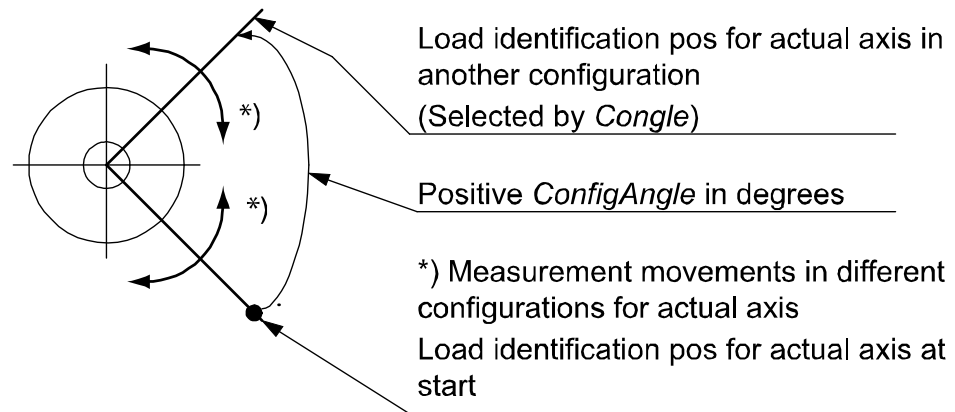 Load identification pos for actual axis in
another configuration
(Selected by Congle)
*)
Positive ConfigAngle in degrees
*)
*) Measurement movements in different
configurations for actual axis
Load identification pos for actual axis at
start